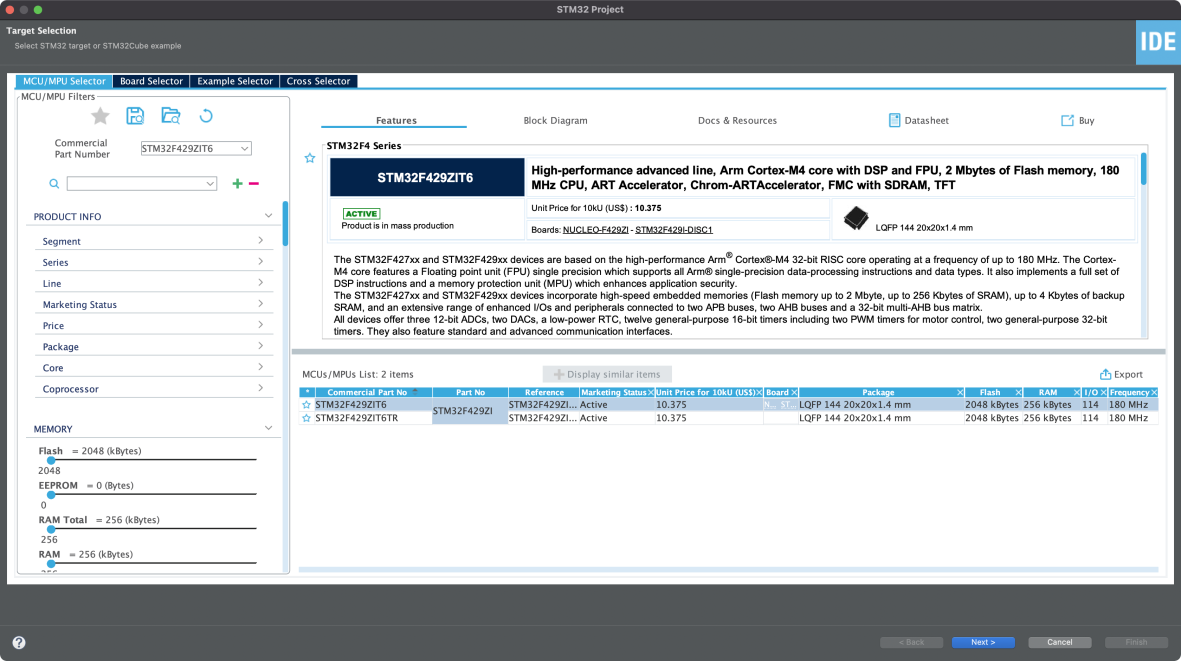 STM32 Project
Target Selection
Select STM32 target or STM32Cube example
IDE
MCU/MPU Selector
Board Selector
Example Selector
Cross Selector
MCU/MPU Filters
Commercial
Part Number
STM32F429ZIT6
PRODUCT INFO
Segment
Series
Line
Marketing Status
Price
Package
Core
Coprocessor
MEMORY
Flash = 2048 (kBytes)
2048
EEPROM = 0 (Bytes)
0
RAM Total = 256 (kBytes)
256
RAM = 256 (kBytes)
256
Features
Block Diagram
Docs & Resources
Datasheet
Buy
STM32F4 Series
STM32F429ZIT6
High-performance advanced line, Arm Cortex-M4 core with DSP and FPU, 2 Mbytes of Flash memory, 180
MHz CPU, ART Accelerator, Chrom-ARTAccelerator, FMC with SDRAM, TFT
ACTIVE
Product is in mass production
Unit Price for 10kU (US$) : 10.375
Boards: NUCLEO-F429ZI - STM32F429I-DISC1
LQFP 144 20x20x1.4 mm
The STM32F427xx and STM32F429xx devices are based on the high-performance Arm® Cortex®-M4 32-bit RISC core operating at a frequency of up to 180 MHz. The Cortex-
M4 core features a Floating point unit (FPU) single precision which supports all Arm® single-precision data-processing instructions and data types. It also implements a full set of
DSP instructions and a memory protection unit (MPU) which enhances application security.
The STM32F427xx and STM32F429xx devices incorporate high-speed embedded memories (Flash memory up to 2 Mbyte, up to 256 Kbytes of SRAM), up to 4 Kbytes of backup
SRAM, and an extensive range of enhanced I/Os and peripherals connected to two APB buses, two AHB buses and a 32-bit multi-AHB bus matrix.
All devices offer three 12-bit ADCs, two DACs, a low-power RTC, twelve general-purpose 16-bit timers including two PWM timers for motor control, two general-purpose 32-bit
timers. They also feature standard and advanced communication interfaces.
MCUs/MPUs List: 2 items
Display similar items
Export
* Commercial Part No Part No Reference Marketing Status Unit Price for 10kU (US$) Board Package Flash RAM I/O Frequency
STM32F429ZIT6 STM32F429ZI STM32F429ZI... Active 10.375 N... ST... LQFP 144 20x20x1.4 mm 2048 kBytes 256 kBytes 114 180 MHz
STM32F429ZIT6TR STM32F429ZI... Active 10.375 LQFP 144 20x20x1.4 mm 2048 kBytes 256 kBytes 114 180 MHz
?
< Back
Next >
Cancel
Finish